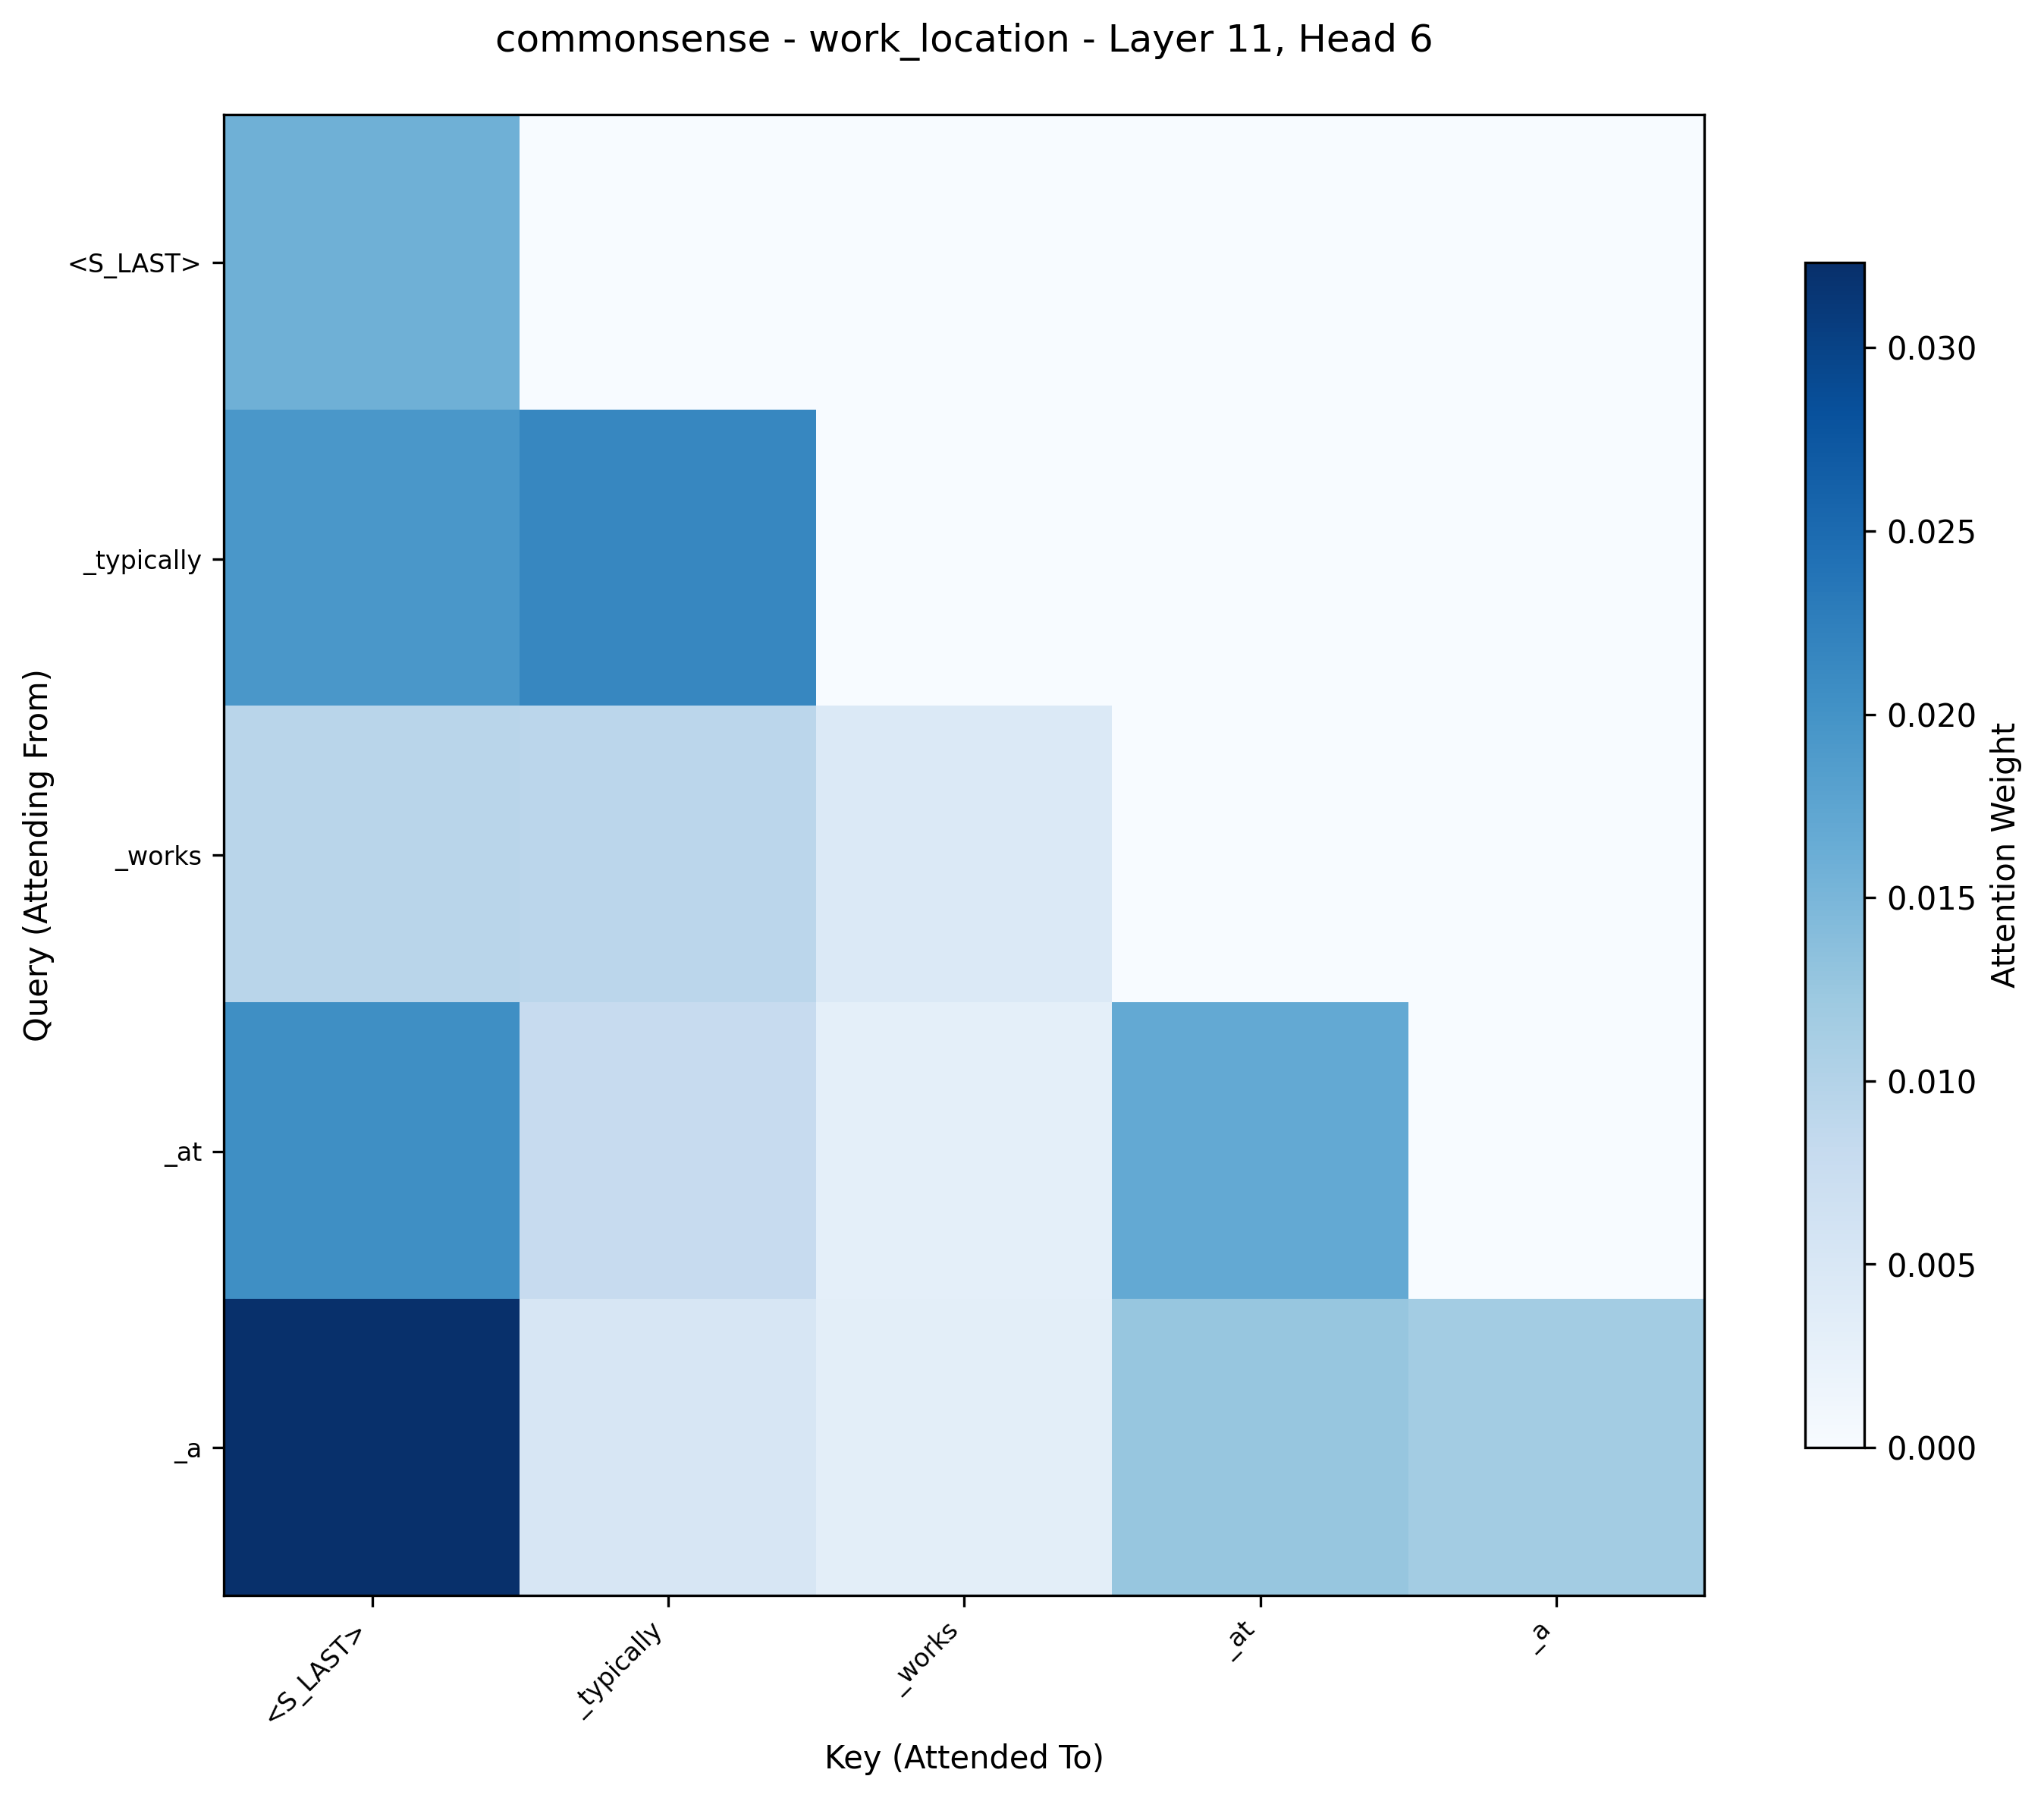 commonsense - work_location - Layer 11, Head 6
Query (Attending From)
<S_LAST>
_typically
_works
_at
_a
<S_LAST>
_typically
_works
_at
_a
Key (Attended To)
0.030
0.025
0.020
0.015
0.010
0.005
0.000
Attention Weight